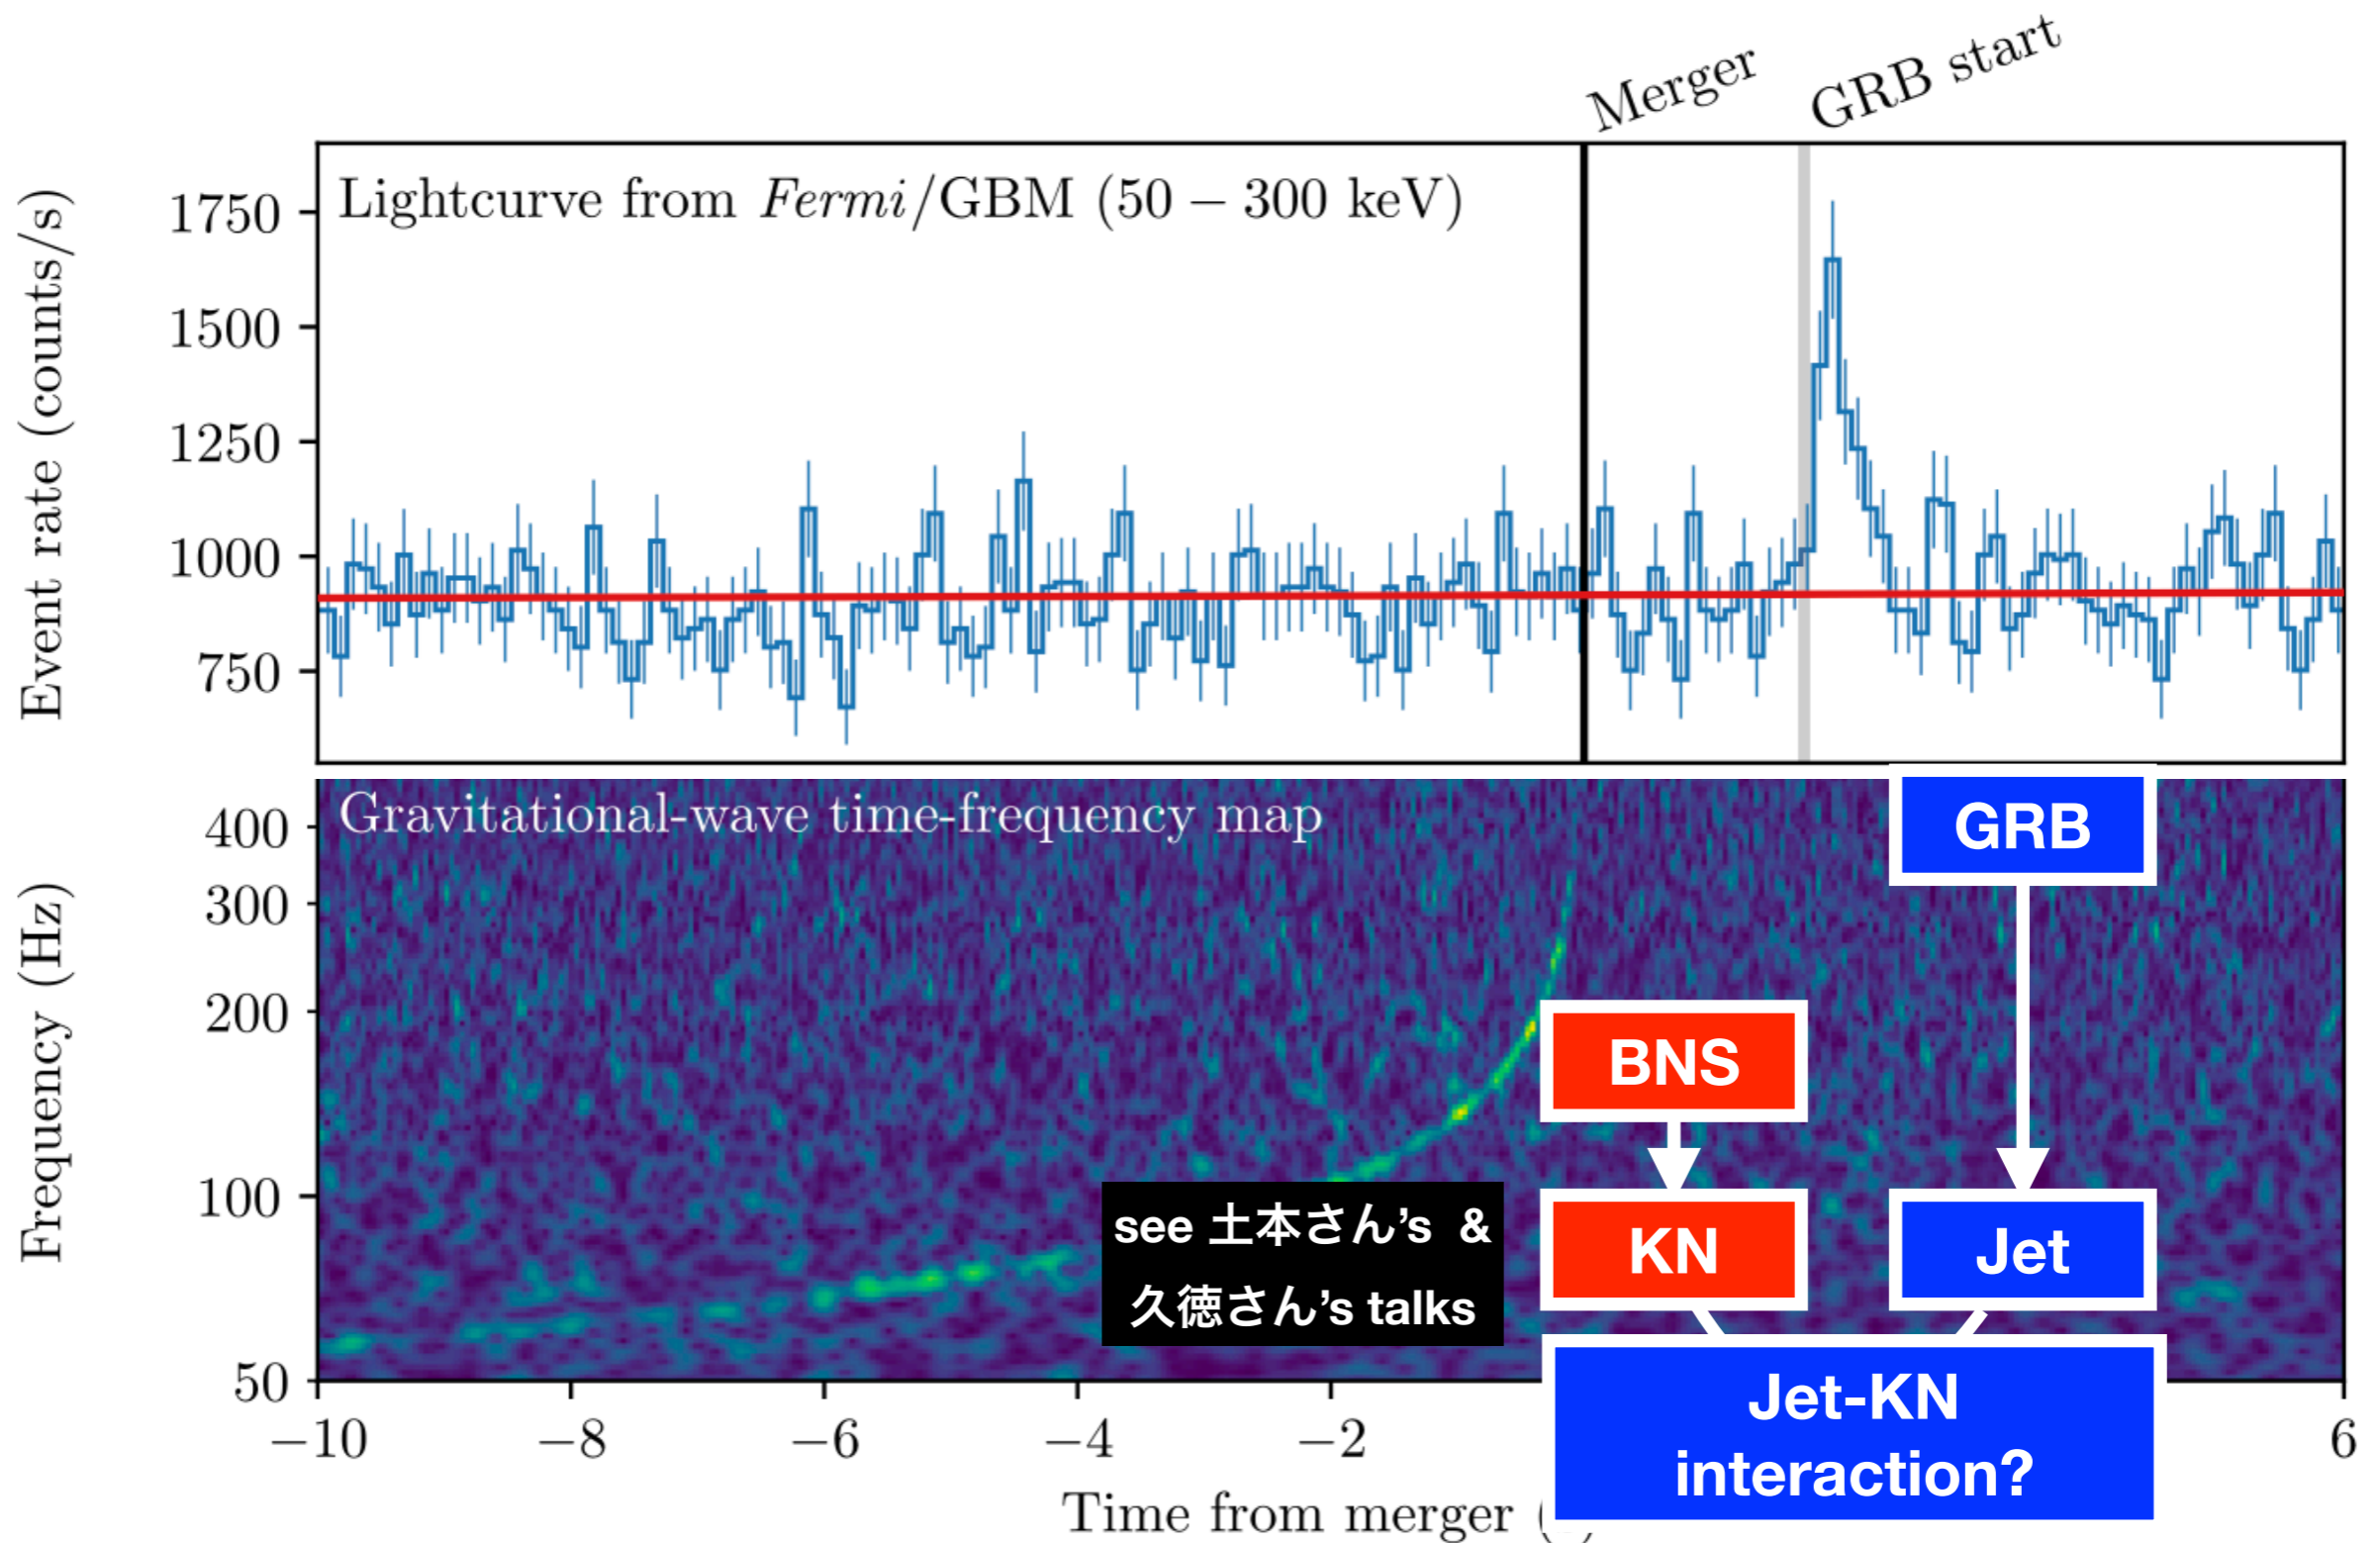 Merger
GRB start
Lightcurve from Fermi/GBM (50 – 300 keV)
Event rate (counts/s)
1750
1500
1250
1000
750
Gravitational-wave time-frequency map
Frequency (Hz)
400
300
200
100
50
GRB
BNS
KN
Jet
see 土本さん’s &
久徳さん’s talks
Jet-KN
interaction?
−10
−8
−6
−4
−2
6
Time from merger